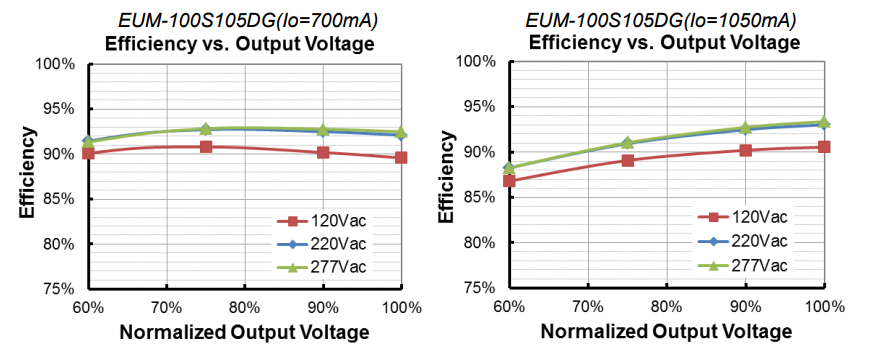 EUM-100S105DG(Io=700mA)
Efficiency vs. Output Voltage
100%
95%
90%
85%
80%
75%
Efficiency
120Vac
220Vac
277Vac
60% 70% 80% 90% 100%
Normalized Output Voltage
EUM-100S105DG(Io=1050mA)
Efficiency vs. Output Voltage
100%
95%
90%
85%
80%
75%
Efficiency
120Vac
220Vac
277Vac
60% 70% 80% 90% 100%
Normalized Output Voltage